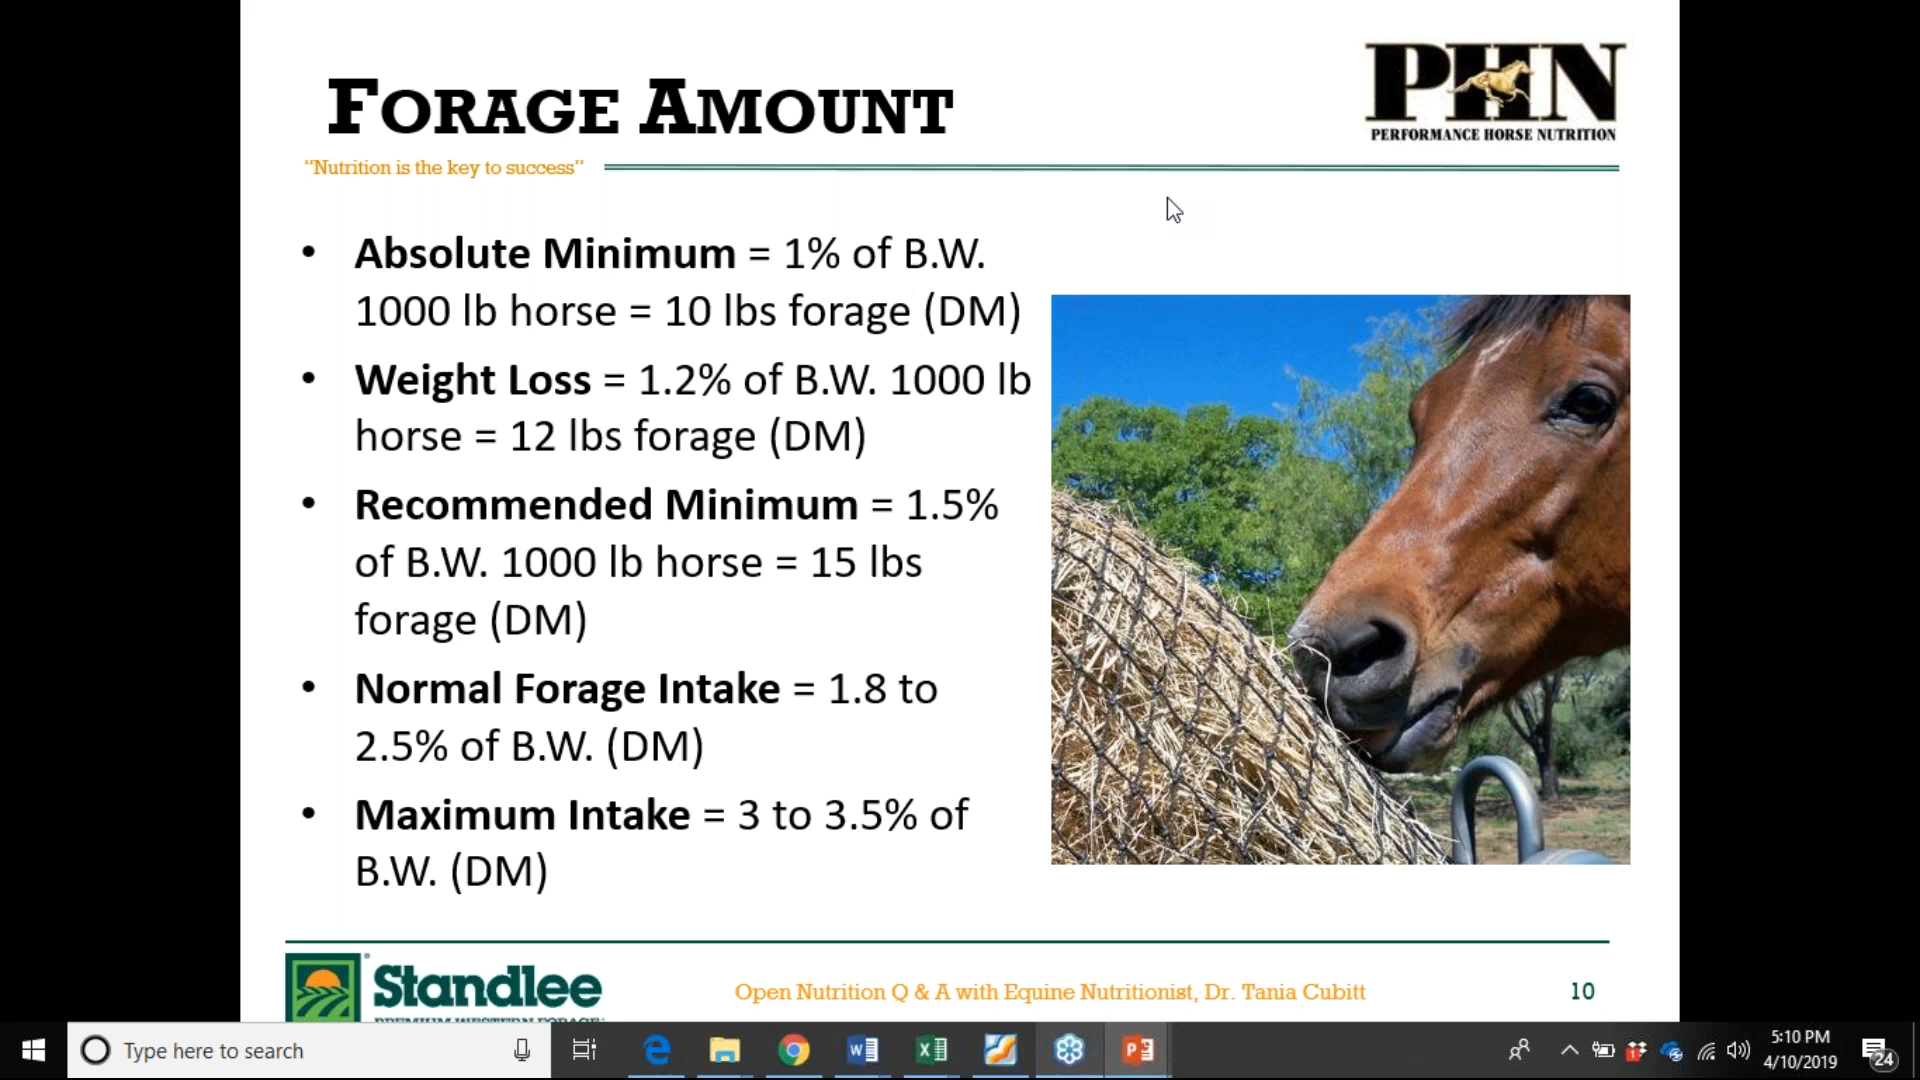 FORAGE AMOUNT
PHN
PERFORMANCE HORSE NUTRITION
“Nutrition is the key to success”
• Absolute Minimum = 1% of B.W.
1000 lb horse = 10 lbs forage (DM)
• Weight Loss = 1.2% of B.W. 1000 lb
horse = 12 lbs forage (DM)
• Recommended Minimum = 1.5%
of B.W. 1000 lb horse = 15 lbs
forage (DM)
• Normal Forage Intake = 1.8 to
2.5% of B.W. (DM)
• Maximum Intake = 3 to 3.5% of
B.W. (DM)
Standlee
PREMIUM WESTERN FORAGE
Open Nutrition Q & A with Equine Nutritionist, Dr. Tania Cubitt
10
Type here to search
5:10 PM
4/10/2019
24